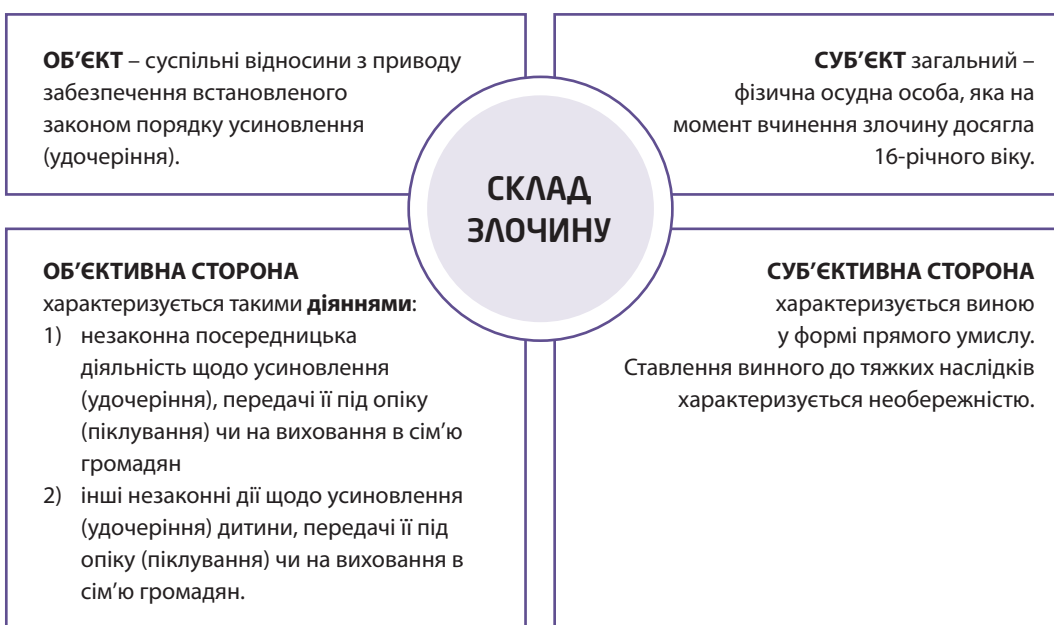 ОБ’ЄКТ – суспільні відносини з приводу
забезпечення встановленого
законом порядку усиновлення
(удочеріння).
СУБ’ЄКТ загальний –
фізична осудна особа, яка на
момент вчинення злочину досягла
16-річного віку.
СКЛАД
ЗЛОЧИНУ
ОБ’ЄКТИВНА СТОРОНА
характеризується такими діяннями:
1) незаконна посередницька
діяльність щодо усиновлення
(удочеріння), передачі її під опіку
(піклування) чи на виховання в сім’ю
громадян
2) інші незаконні дії щодо усиновлення
(удочеріння) дитини, передачі її під
опіку (піклування) чи на виховання в
сім’ю громадян.
СУБ’ЄКТИВНА СТОРОНА
характеризується виною
у формі прямого умислу.
Ставлення винного до тяжких наслідків
характеризується необережністю.